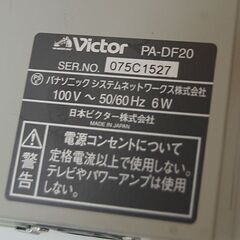 Victor PA-DF20
SER.NO. 075C1527
パナソニック システムネットワークス株式会社
100V～50/60Hz 6W
日本ビクター株式会社
MADE IN JAPAN
警告
電源コンセントについて
定格電流以上で使用しない。
テレビやパワーアンプは使用
しない。